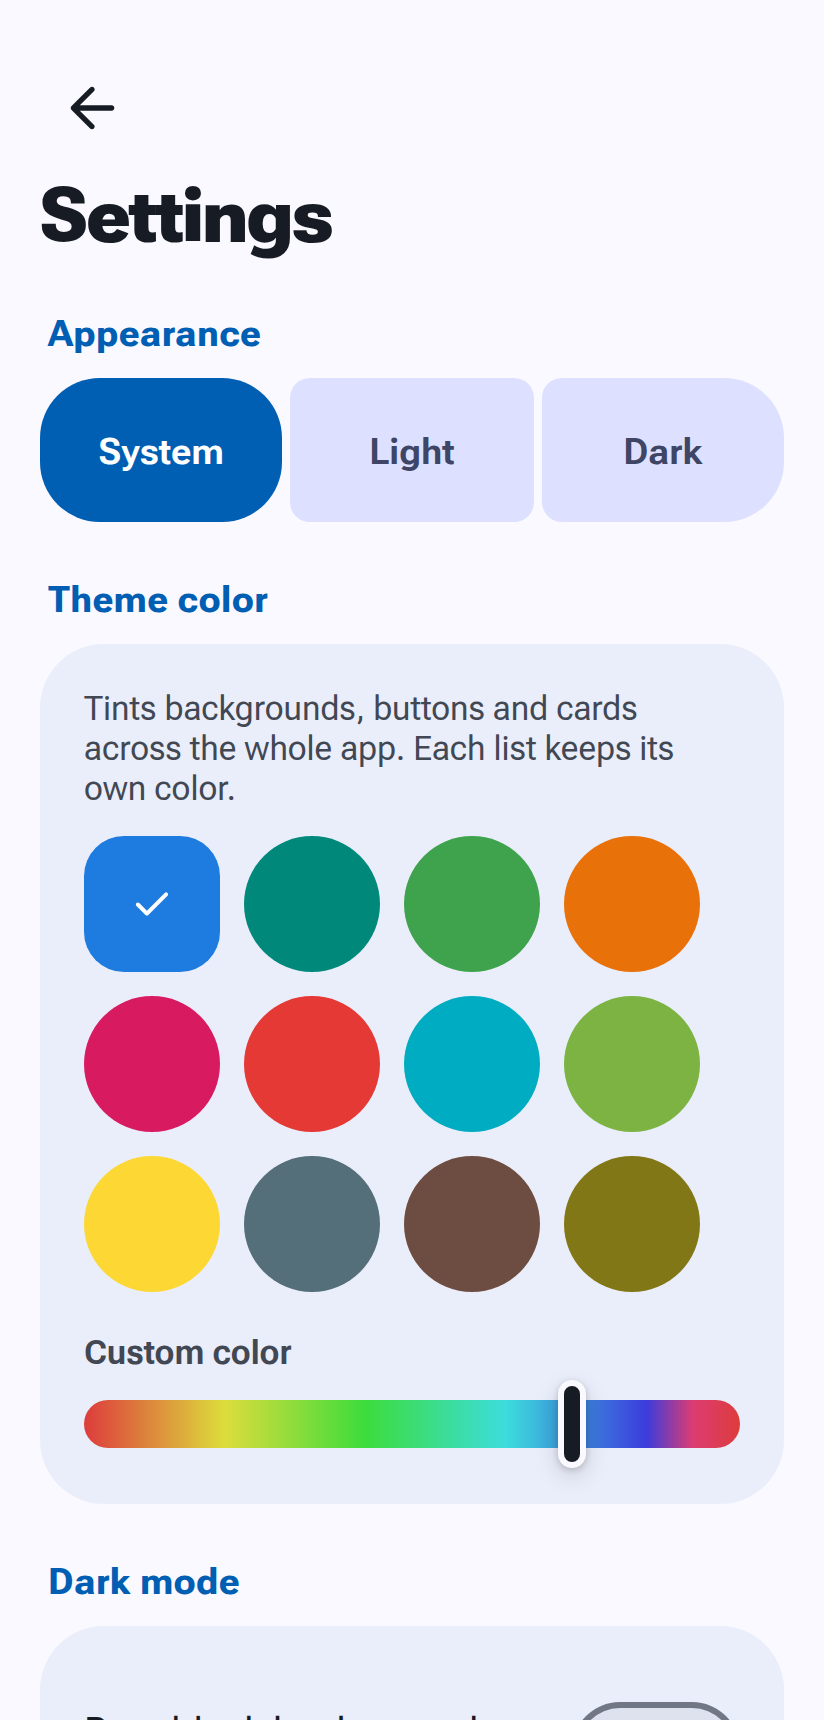 Settings
Appearance
System Light Dark
Theme color
Tints backgrounds, buttons and cards
across the whole app. Each list keeps its
own color.
Custom color
Dark mode